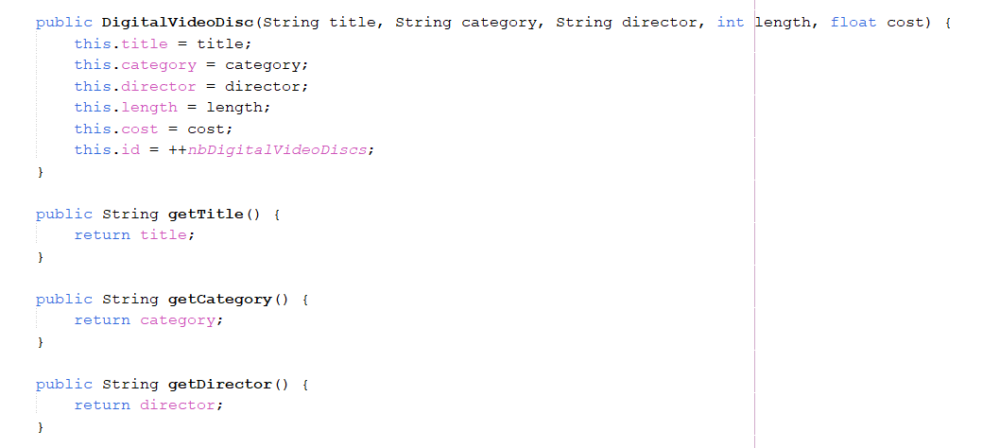 public DigitalVideoDisc(String title, String category, String director, int length, float cost) {
    this.title = title;
    this.category = category;
    this.director = director;
    this.length = length;
    this.cost = cost;
    this.id = ++nbDigitalVideoDiscs;
}

public String getTitle() {
    return title;
}

public String getCategory() {
    return category;
}

public String getDirector() {
    return director;
}